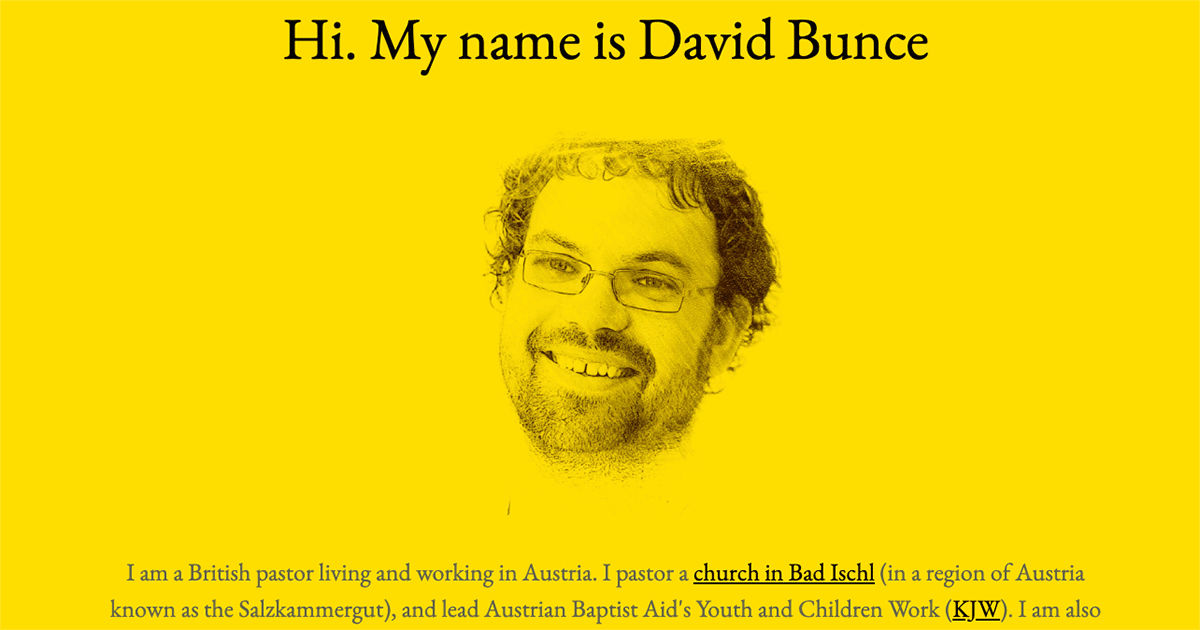 Hi. My name is David Bunce
I am a British pastor living and working in Austria. I pastor a church in Bad Ischl (in a region of Austria
known as the Salzkammergut), and lead Austrian Baptist Aid's Youth and Children Work (KJW). I am also